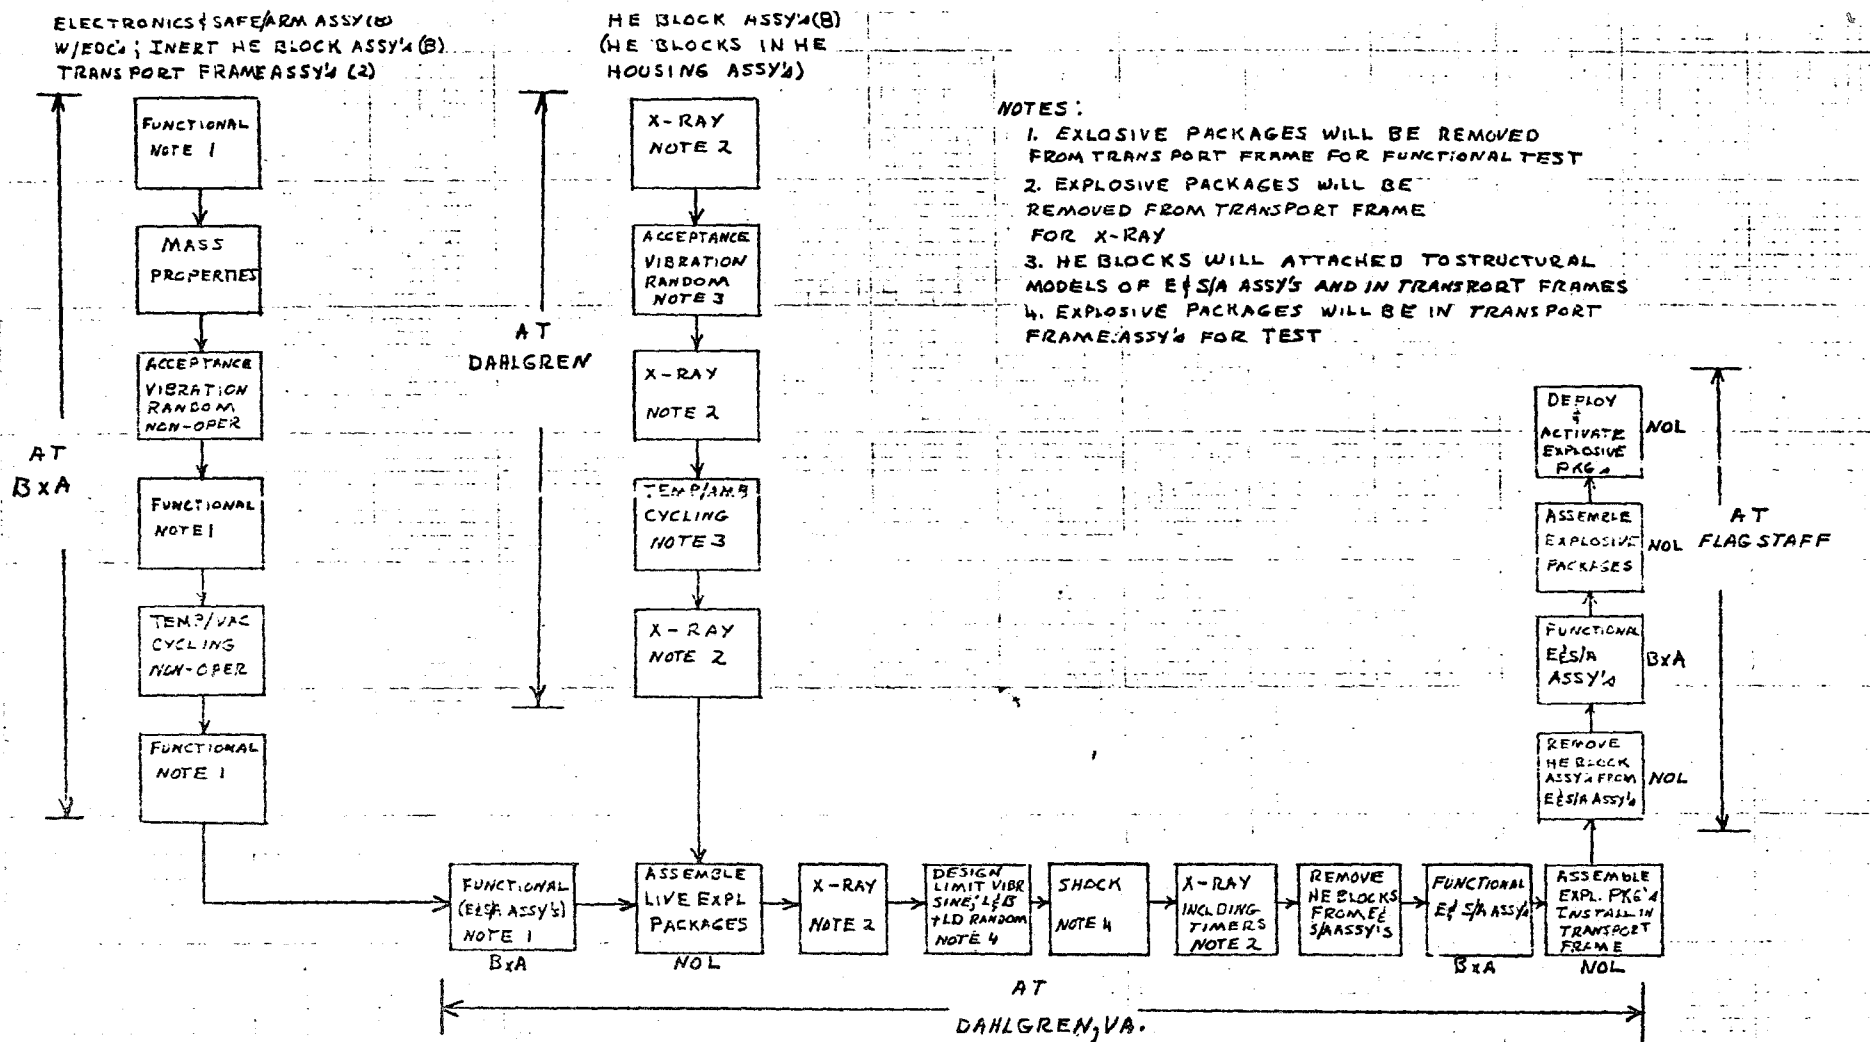 ELECTRONICS & SAFE/ARM ASSY (8)
W/EDC's; INERT HE BLOCK ASSY's (8)
TRANSPORT FRAME ASSY's (2)
AT
BxA
FUNCTIONAL
NOTE 1
MASS
PROPERTIES
ACCEPTANCE
VIBRATION
RANDOM
NON-OPER
FUNCTIONAL
NOTE 1
TEMP/VAC
CYCLING
NON-OPER
FUNCTIONAL
NOTE 1
HE BLOCK ASSY's (8)
(HE BLOCKS IN HE
HOUSING ASSY's)
AT
DAHLGREN
X-RAY
NOTE 2
ACCEPTANCE
VIBRATION
RANDOM
NOTE 3
X-RAY
NOTE 2
TEMP/AMB
CYCLING
NOTE 3
X-RAY
NOTE 2
NOTES:
1. EXLOSIVE PACKAGES WILL BE REMOVED
FROM TRANSPORT FRAME FOR FUNCTIONAL TEST
2. EXPLOSIVE PACKAGES WILL BE
REMOVED FROM TRANSPORT FRAME
FOR X-RAY
3. HE BLOCKS WILL ATTACHED TO STRUCTURAL
MODELS OF E & S/A ASSY'S AND IN TRANSPORT FRAMES
4. EXPLOSIVE PACKAGES WILL BE IN TRANSPORT
FRAME ASSY's FOR TEST
DEPLOY
&
ACTIVATE
EXPLOSIVE
PKG's
NOL
ASSEMBLE
EXPLOSIVE
PACKAGES
NOL
AT
FLAGSTAFF
FUNCTIONAL
E & S/A
ASSY's
BxA
REMOVE
HE BLOCK
ASSY's FROM
E & S/A ASSY's
NOL
FUNCTIONAL
(E & S/A ASSY's)
NOTE 1
BxA
ASSEMBLE
LIVE EXPL
PACKAGES
NOL
X-RAY
NOTE 2
DESIGN
LIMIT VIBR
SINE, L & B
+ LD RANDOM
NOTE 4
SHOCK
NOTE 4
X-RAY
INCLUDING
TIMERS
NOTE 2
REMOVE
HE BLOCKS
FROM E &
S/A ASSY'S
FUNCTIONAL
E & S/A ASSY's
BxA
ASSEMBLE
EXPL. PKG's
INSTALL IN
TRANSPORT
FRAME
NOL
AT
DAHLGREN, VA.